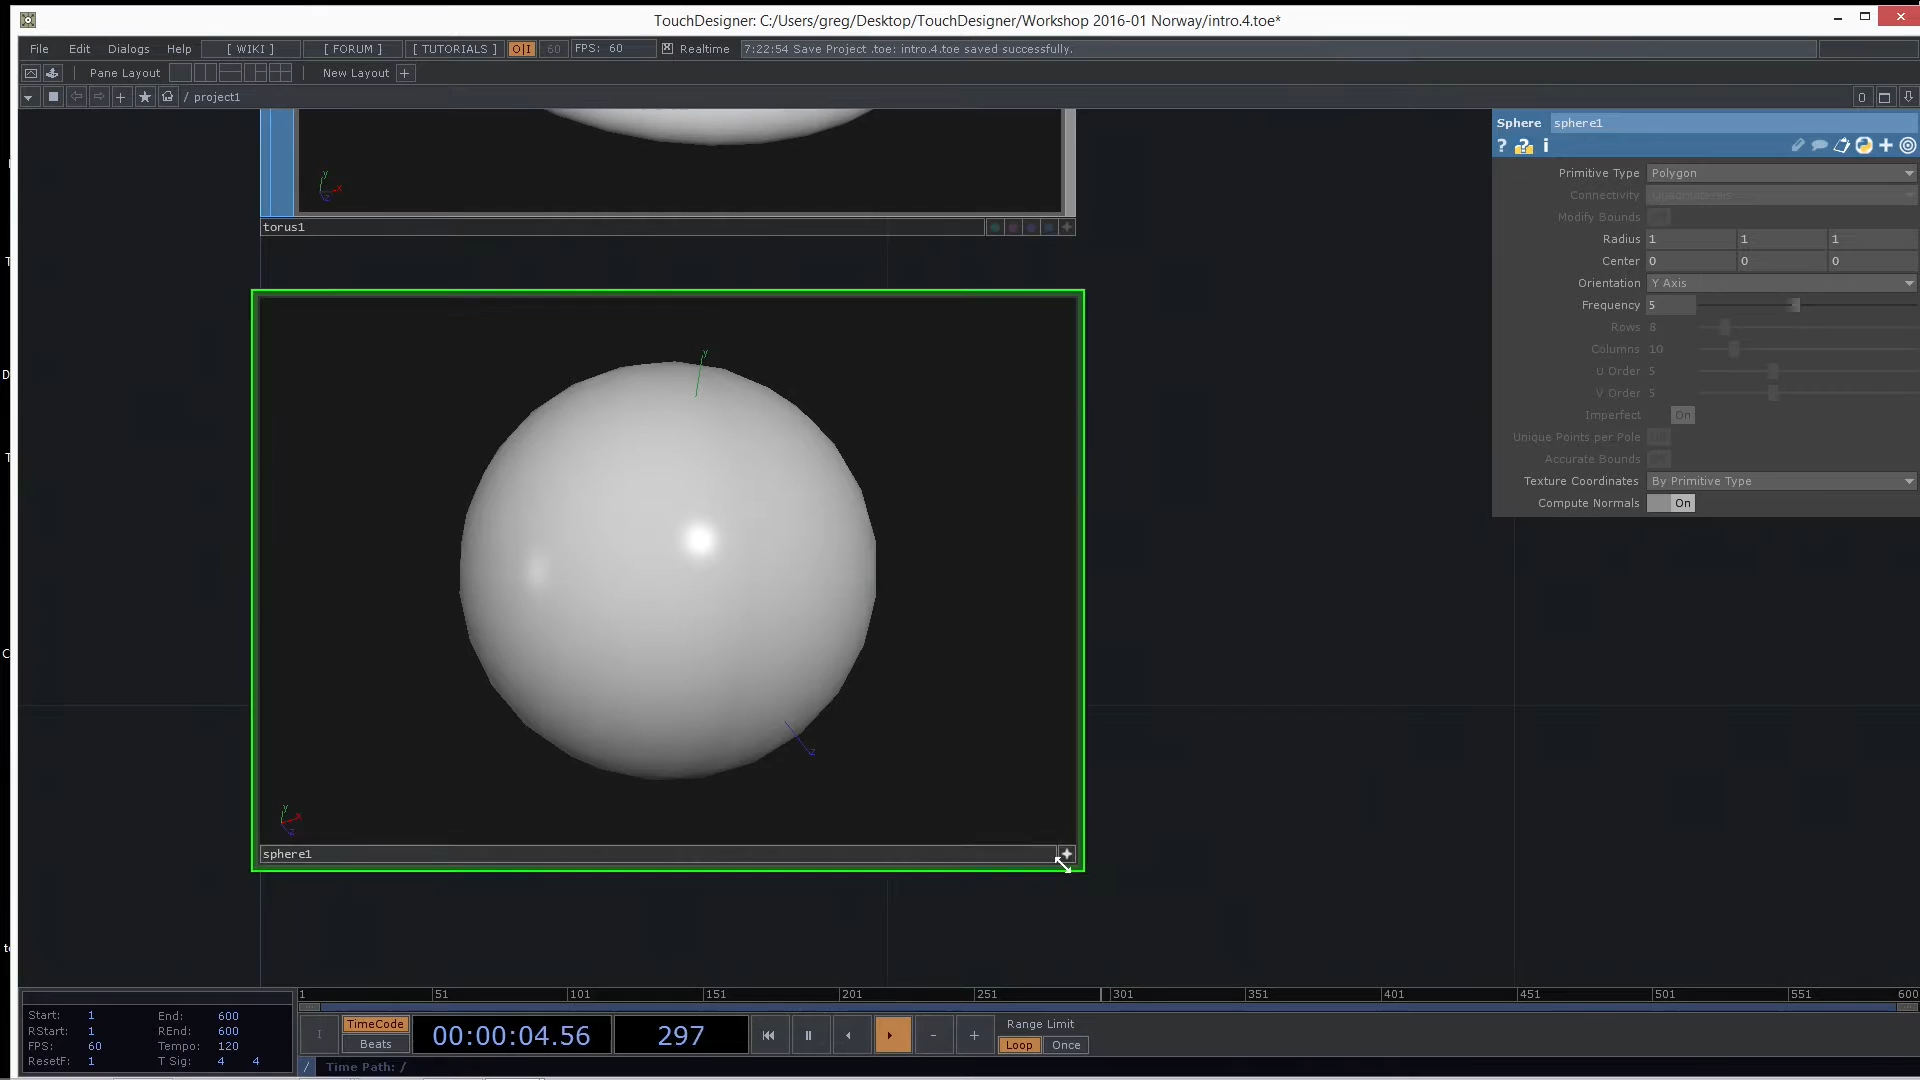 TouchDesigner: C:/Users/greg/Desktop/TouchDesigner/Workshop 2016-01 Norway/intro.4.toe*
File Edit Dialogs Help [ WIKI ] [ FORUM ] [ TUTORIALS ] O|I 60 FPS: 60 Realtime 7:22:54 Save Project .toe: intro.4.toe saved successfully.
Pane Layout New Layout +
/ project1 0
Sphere sphere1
? ? i
Primitive Type Polygon
Connectivity
Modify Bounds
Radius 1 1 1
Center 0 0 0
Orientation Y Axis
Frequency 5
Rows 8
Columns 10
U Order 5
V Order 5
Imperfect On
Unique Points per Pole
Accurate Bounds
Texture Coordinates By Primitive Type
Compute Normals On
y x z
torus1
y
z
y x z
sphere1
1 51 101 151 201 251 301 351 401 451 501 551 600
Start: 1 End: 600
RStart: 1 REnd: 600
FPS: 60 Tempo: 120
ResetF: 1 T Sig: 4 4
I TimeCode Beats 00:00:04.56 297 - + Range Limit
Loop Once
/ Time Path: /